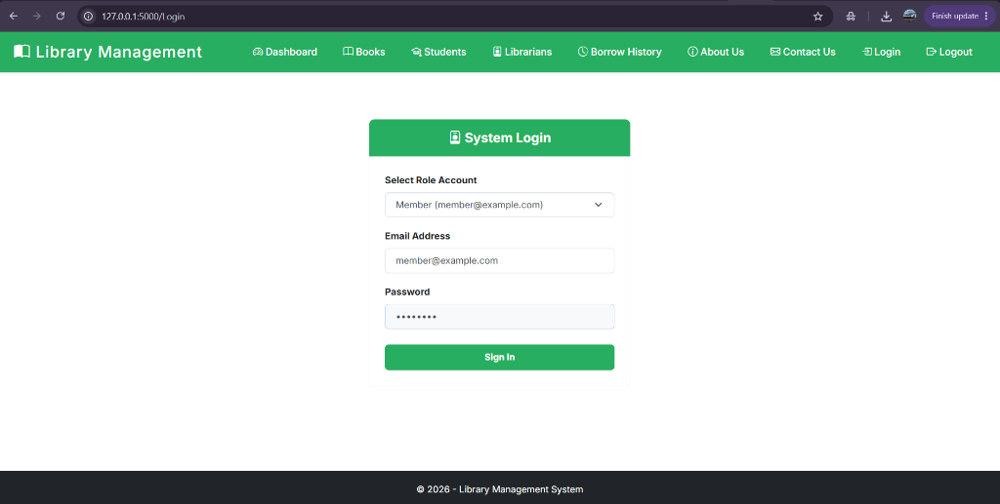 127.0.0.1:5000/Login
Finish update
Library Management
Dashboard
Books
Students
Librarians
Borrow History
About Us
Contact Us
Login
Logout
System Login
Select Role Account
Member (member@example.com)
Email Address
member@example.com
Password
••••••••
Sign In
© 2026 - Library Management System